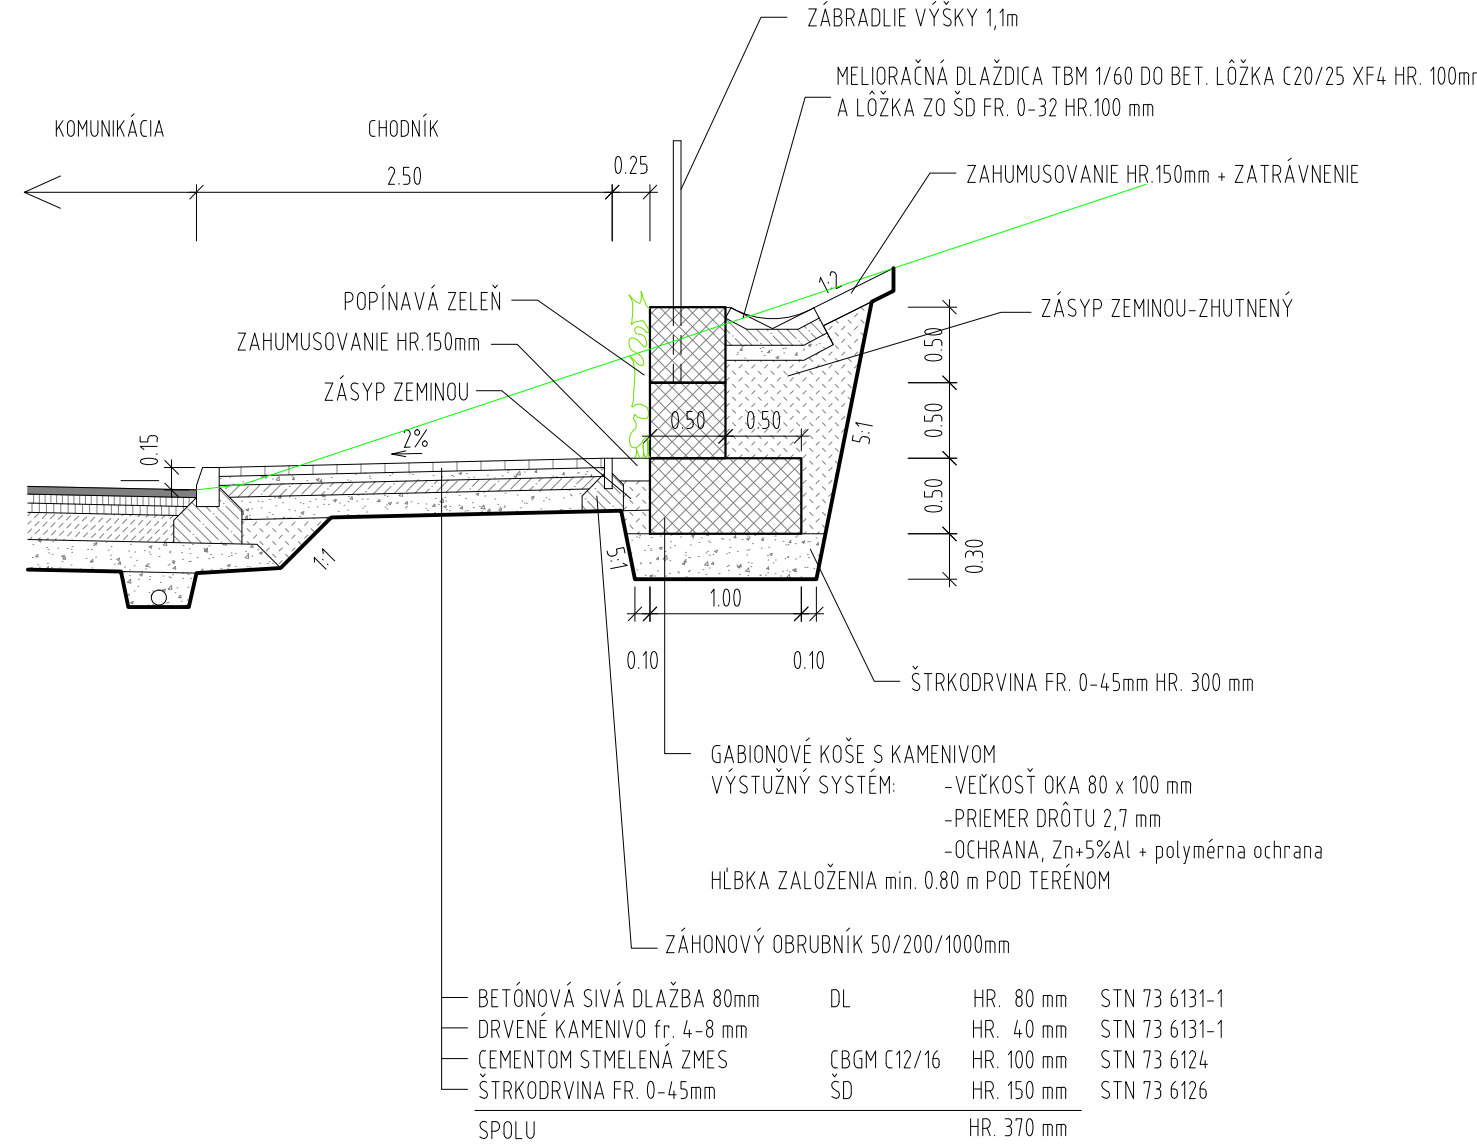 ZÁBRADLIE VÝŠKY 1,1m
MELIORAČNÁ DLAŽDICA TBM 1/60 DO BET. LÔŽKA C20/25 XF4 HR. 100mm
A LÔŽKA ZO ŠD FR. 0-32 HR.100 mm
KOMUNIKÁCIA
CHODNÍK
2.50
0.25
ZAHUMUSOVANIE HR.150mm + ZATRÁVNENIE
1:2
POPÍNAVÁ ZELEŇ
ZÁSYP ZEMINOU-ZHUTNENÝ
ZAHUMUSOVANIE HR.150mm
ZÁSYP ZEMINOU
0.50
0.50
0.50
0.30
0.50
0.50
5:1
0.15
2%
1:1
5:1
1.00
0.10
0.10
ŠTRKODRVINA FR. 0-45mm HR. 300 mm
GABIONOVÉ KOŠE S KAMENIVOM
VÝSTUŽNÝ SYSTÉM: -VEĽKOSŤ OKA 80 x 100 mm
-PRIEMER DRÔTU 2,7 mm
-OCHRANA, Zn+5%Al + polymérna ochrana
HĹBKA ZALOŽENIA min. 0.80 m POD TERÉNOM
ZÁHONOVÝ OBRUBNÍK 50/200/1000mm
BETÓNOVÁ SIVÁ DLAŽBA 80mm DL HR. 80 mm STN 73 6131-1
DRVENÉ KAMENIVO fr. 4-8 mm HR. 40 mm STN 73 6131-1
CEMENTOM STMELENÁ ZMES CBGM C12/16 HR. 100 mm STN 73 6124
ŠTRKODRVINA FR. 0-45mm ŠD HR. 150 mm STN 73 6126
SPOLU HR. 370 mm